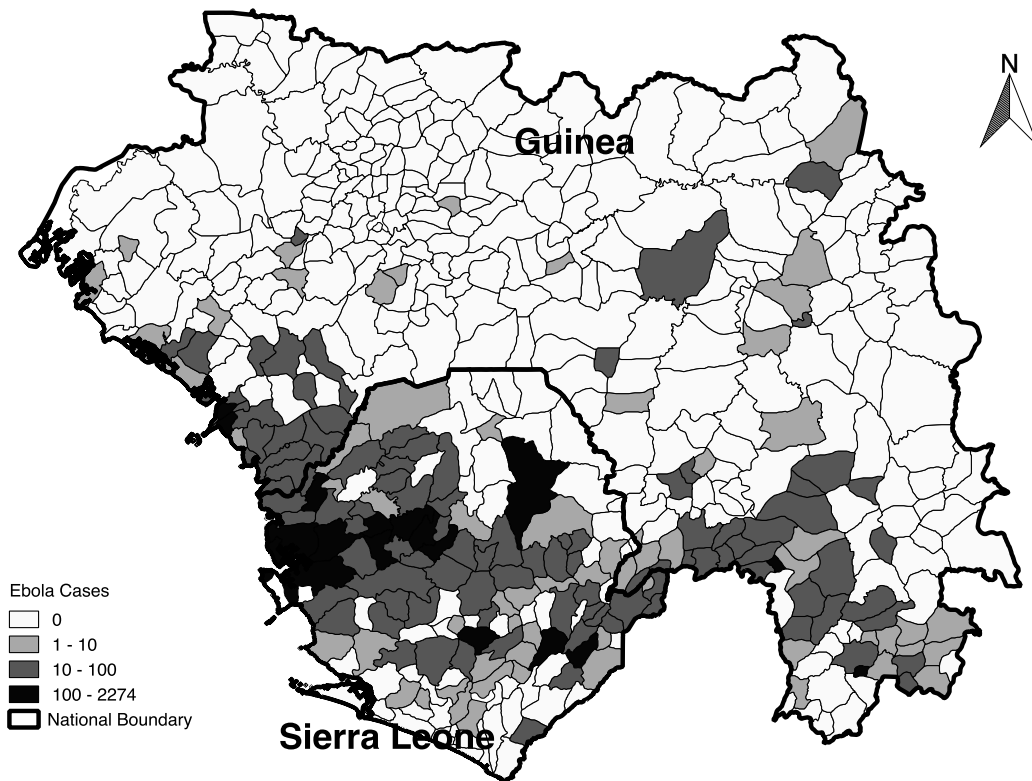 N
Guinea
Ebola Cases
0
1 - 10
10 - 100
100 - 2274
National Boundary
Sierra Leone